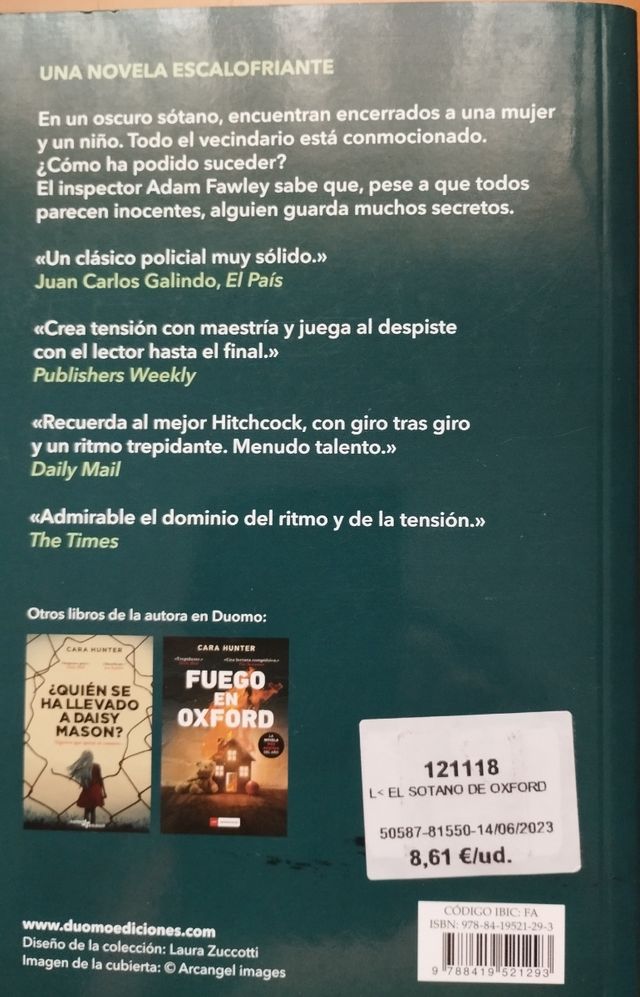 UNA NOVELA ESCALOFRIANTE
En un oscuro sótano, encuentran encerrados a una mujer
y un niño. Todo el vecindario está conmocionado.
¿Cómo ha podido suceder?
El inspector Adam Fawley sabe que, pese a que todos
parecen inocentes, alguien guarda muchos secretos.
«Un clásico policial muy sólido.»
Juan Carlos Galindo, El País
«Crea tensión con maestría y juega al despiste
con el lector hasta el final.»
Publishers Weekly
«Recuerda al mejor Hitchcock, con giro tras giro
y un ritmo trepidante. Menudo talento.»
Daily Mail
«Admirable el dominio del ritmo y de la tensión.»
The Times
Otros libros de la autora en Duomo:
CARA HUNTER
¿QUIÉN SE
HA LLEVADO
A DAISY
MASON?
CARA HUNTER
FUEGO
EN
OXFORD
121118
L< EL SOTANO DE OXFORD
50587-81550-14/06/2023
8,61 €/ud.
www.duomoediciones.com
Diseño de la colección: Laura Zuccotti
Imagen de la cubierta: © Arcangel images
CÓDIGO IBIC: FA
ISBN: 978-84-19521-29-3
9 788419 521293